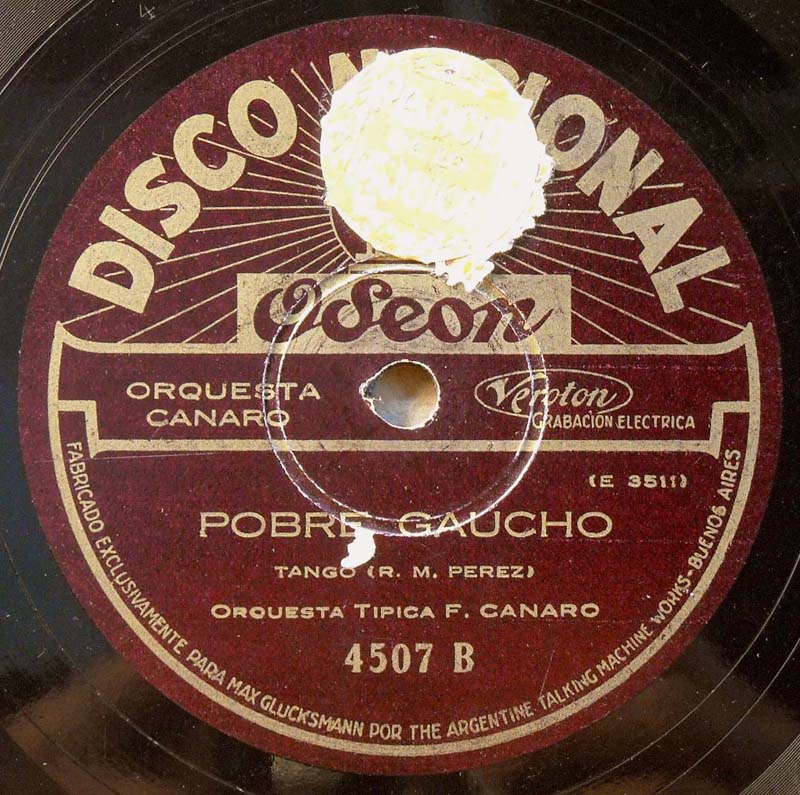 DISCO NACIONAL
Odeon
ORQUESTA
CANARO
Veroton
GRABACION ELECTRICA
(E 3511)
POBRE GAUCHO
TANGO (R. M. PEREZ)
ORQUESTA TIPICA F. CANARO
4507 B
FABRICADO EXCLUSIVAMENTE PARA MAX GLUCKSMANN POR THE ARGENTINE TALKING MACHINE WORKS-BUENOS AIRES